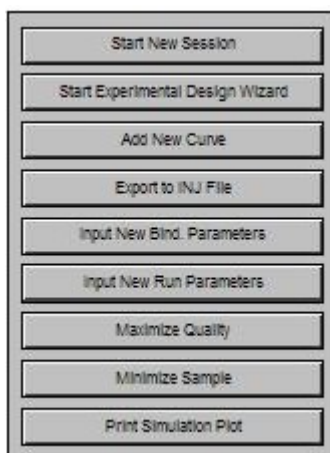 Start New Session
Start Experimental Design Wizard
Add New Curve
Export to INJ File
Input New Bind. Parameters
Input New Run Parameters
Maximize Quality
Minimize Sample
Print Simulation Plot